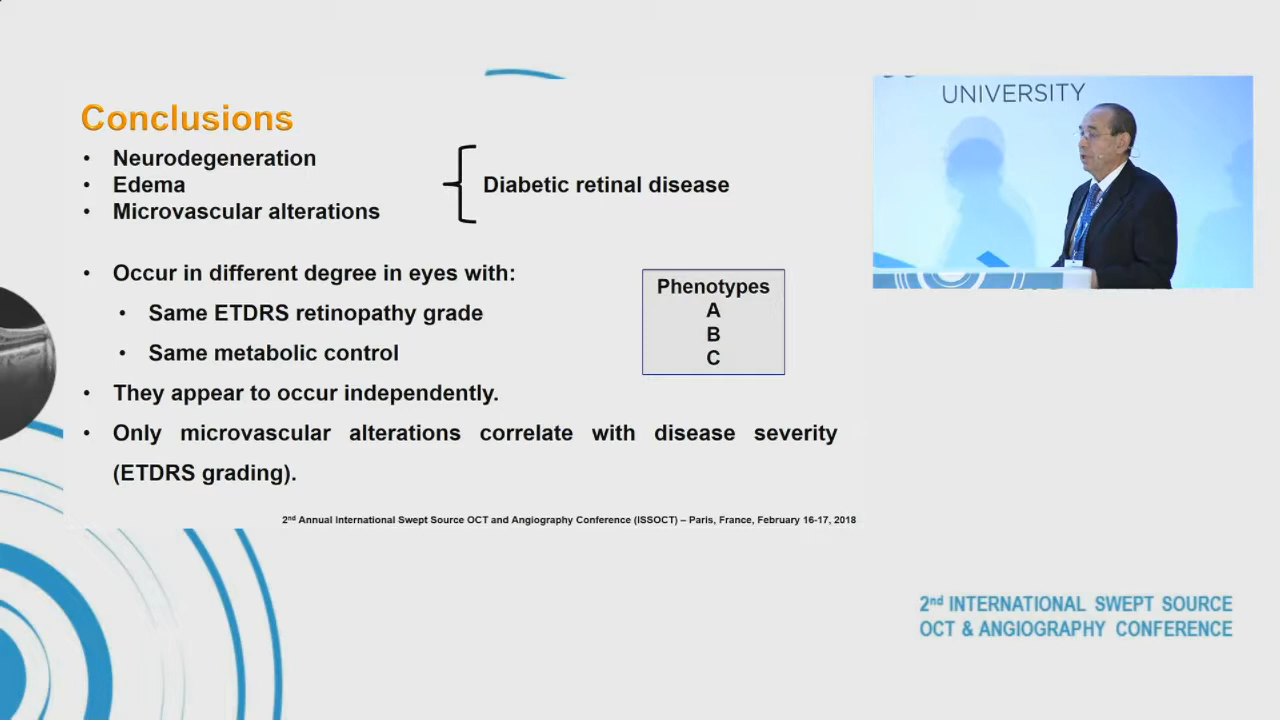 UNIVERSITY
Conclusions
• Neurodegeneration
• Edema
• Microvascular alterations
Diabetic retinal disease
• Occur in different degree in eyes with:
• Same ETDRS retinopathy grade
• Same metabolic control
Phenotypes
A
B
C
• They appear to occur independently.
• Only microvascular alterations correlate with disease severity
(ETDRS grading).
2nd Annual International Swept Source OCT and Angiography Conference (ISSOCT) – Paris, France, February 16-17, 2018
2nd INTERNATIONAL SWEPT SOURCE
OCT & ANGIOGRAPHY CONFERENCE